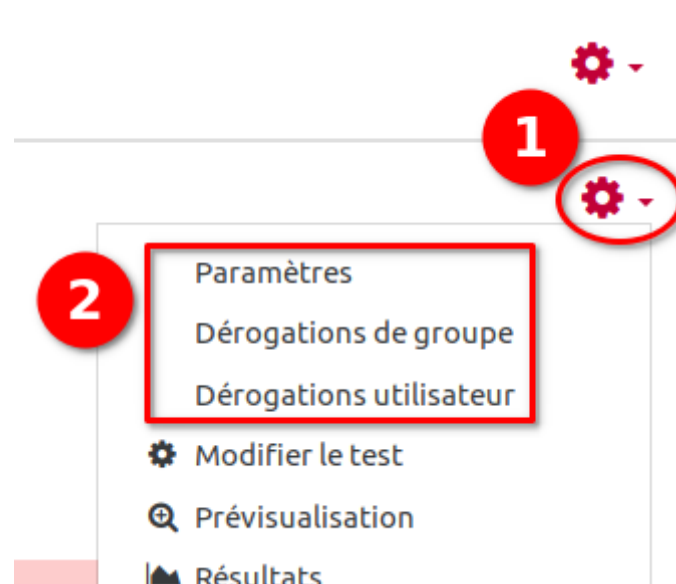 1
2
Paramètres
Dérogations de groupe
Dérogations utilisateur
Modifier le test
Prévisualisation
Résultats